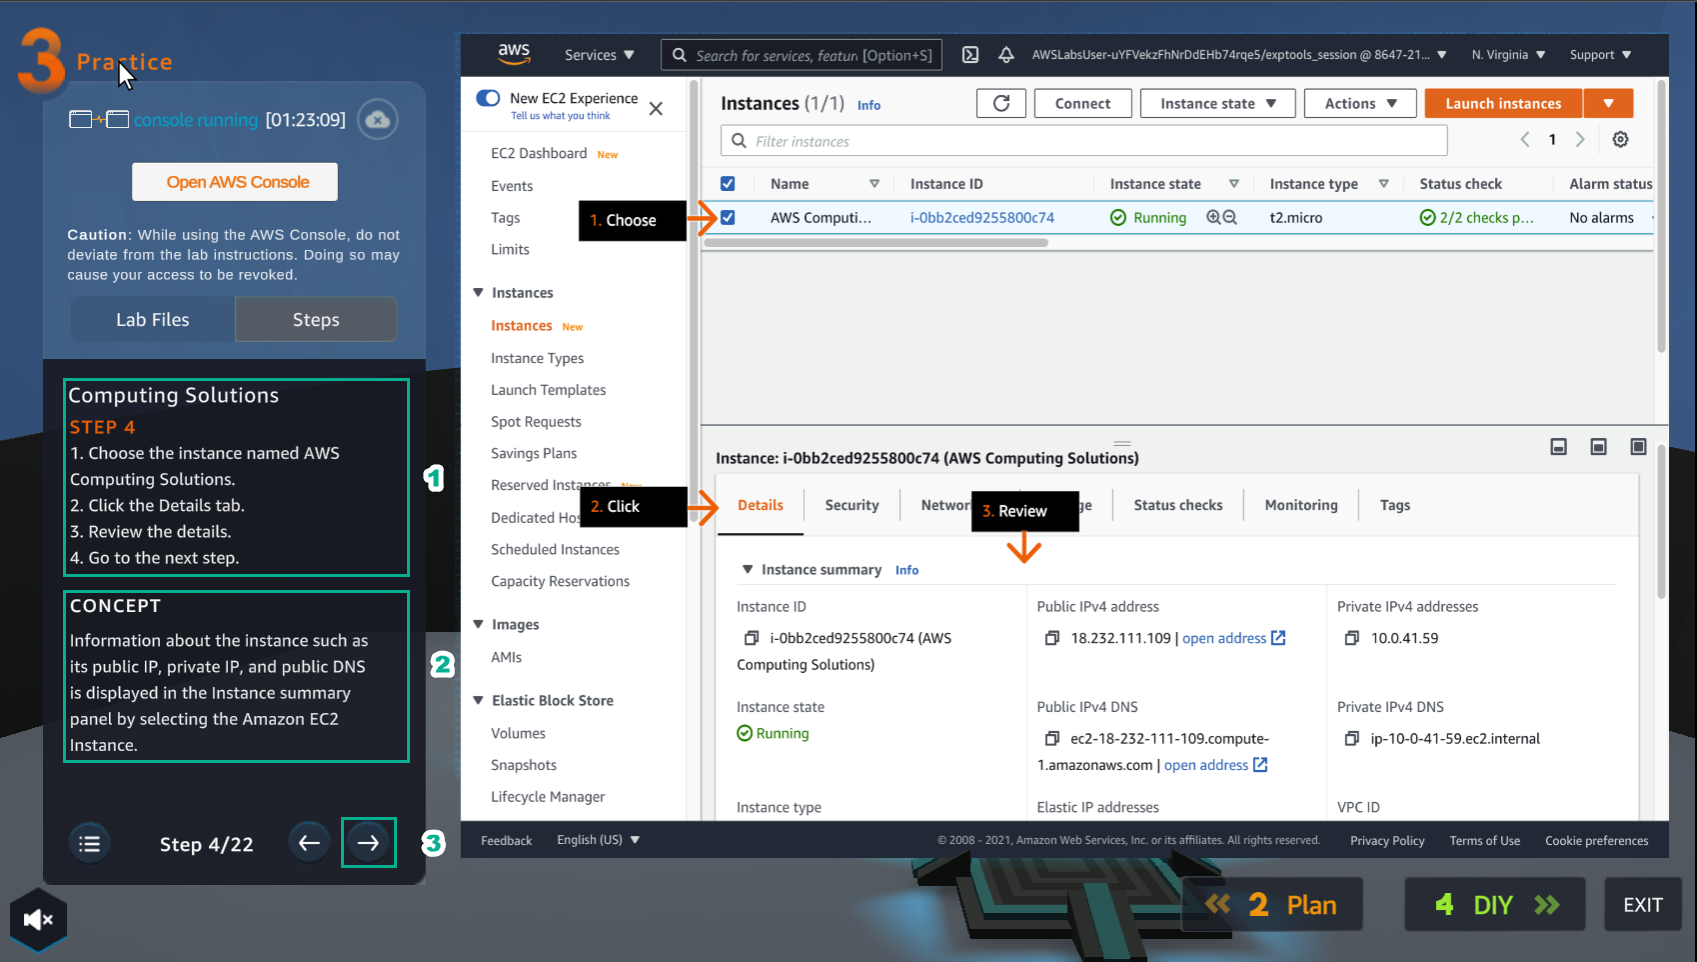 3 Practice
console running [01:23:09]
Open AWS Console
Caution: While using the AWS Console, do not
deviate from the lab instructions. Doing so may
cause your access to be revoked.
Lab Files
Steps
Computing Solutions
STEP 4
1. Choose the instance named AWS
Computing Solutions.
2. Click the Details tab.
3. Review the details.
4. Go to the next step.
1
CONCEPT
Information about the instance such as
its public IP, private IP, and public DNS
is displayed in the Instance summary
panel by selecting the Amazon EC2
Instance.
2
Step 4/22
3
aws
Services
Search for services, featur [Option+S]
AWSLabsUser-uYFVekzFhNrDdEHb74rqe5/exptools_session @ 8647-21...
N. Virginia
Support
New EC2 Experience
Tell us what you think
EC2 Dashboard New
Events
Tags
Limits
Instances
Instances New
Instance Types
Launch Templates
Spot Requests
Savings Plans
Reserved Instances
Dedicated Hos
Scheduled Instances
Capacity Reservations
Images
AMIs
Elastic Block Store
Volumes
Snapshots
Lifecycle Manager
Instances (1/1) Info
Connect
Instance state
Actions
Launch instances
Filter instances
1
Name
Instance ID
Instance state
Instance type
Status check
Alarm status
1. Choose
AWS Computi...
i-0bb2ced9255800c74
Running
t2.micro
2/2 checks p...
No alarms
Instance: i-0bb2ced9255800c74 (AWS Computing Solutions)
2. Click
Details
Security
Networ
3. Review
ge
Status checks
Monitoring
Tags
Instance summary Info
Instance ID
i-0bb2ced9255800c74 (AWS
Computing Solutions)
Public IPv4 address
18.232.111.109 | open address
Private IPv4 addresses
10.0.41.59
Instance state
Running
Public IPv4 DNS
ec2-18-232-111-109.compute-
1.amazonaws.com | open address
Private IPv4 DNS
ip-10-0-41-59.ec2.internal
Instance type
Elastic IP addresses
VPC ID
Feedback
English (US)
© 2008 - 2021, Amazon Web Services, Inc. or its affiliates. All rights reserved.
Privacy Policy
Terms of Use
Cookie preferences
2 Plan
4 DIY
EXIT